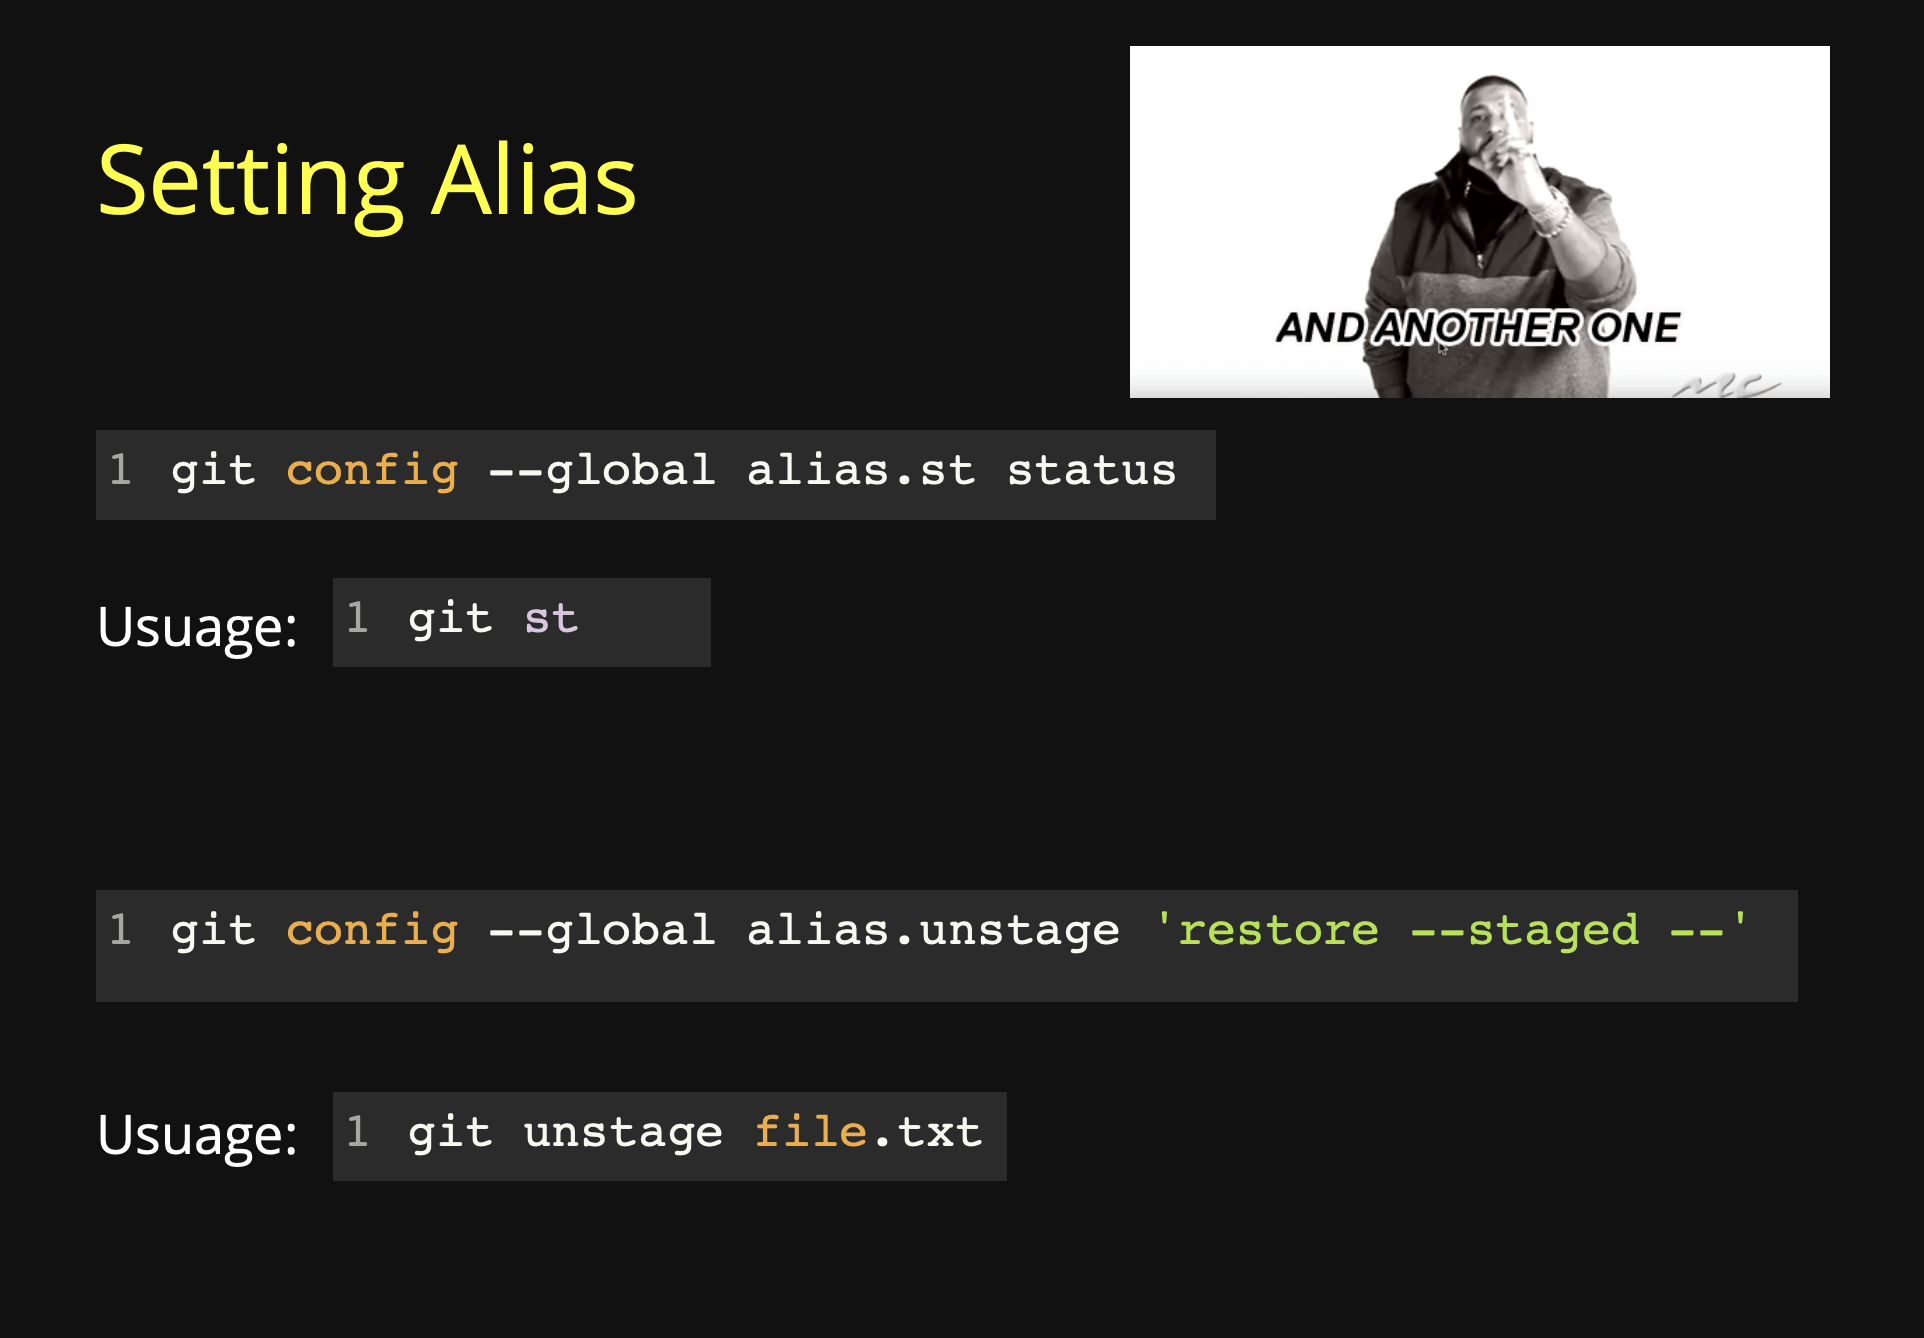 Setting Alias
AND ANOTHER ONE
MC
1 git config --global alias.st status
Usuage:
1 git st
1 git config --global alias.unstage 'restore --staged --'
Usuage:
1 git unstage file.txt